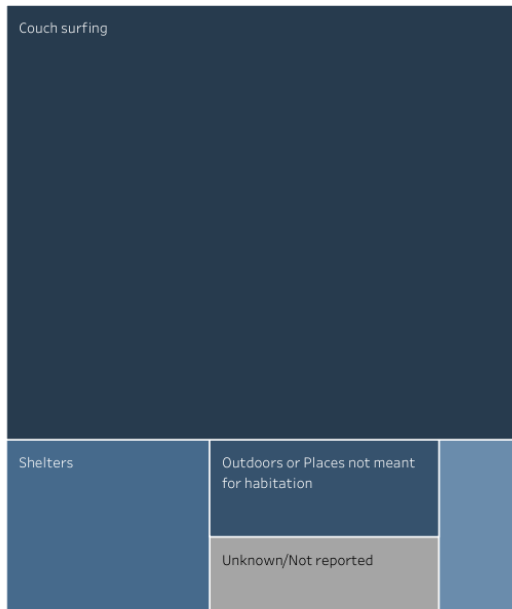 Couch surfing
Shelters
Outdoors or Places not meant
for habitation
Unknown/Not reported